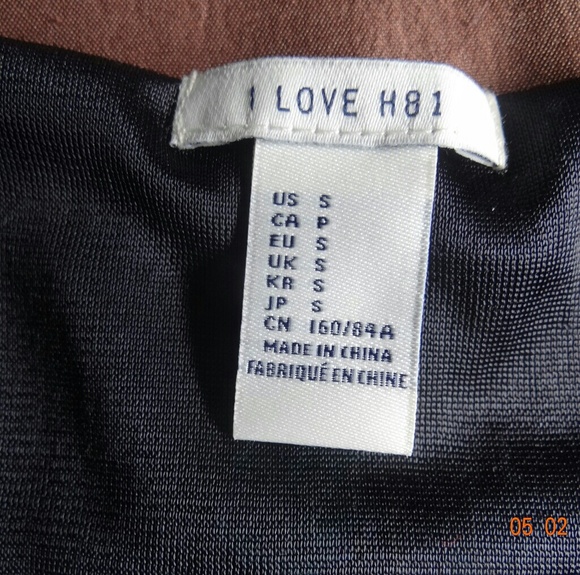 I LOVE H81
US S
CA P
EU S
UK S
KR S
JP S
CN 160/84A
MADE IN CHINA
FABRIQUÉ EN CHINE
05 02